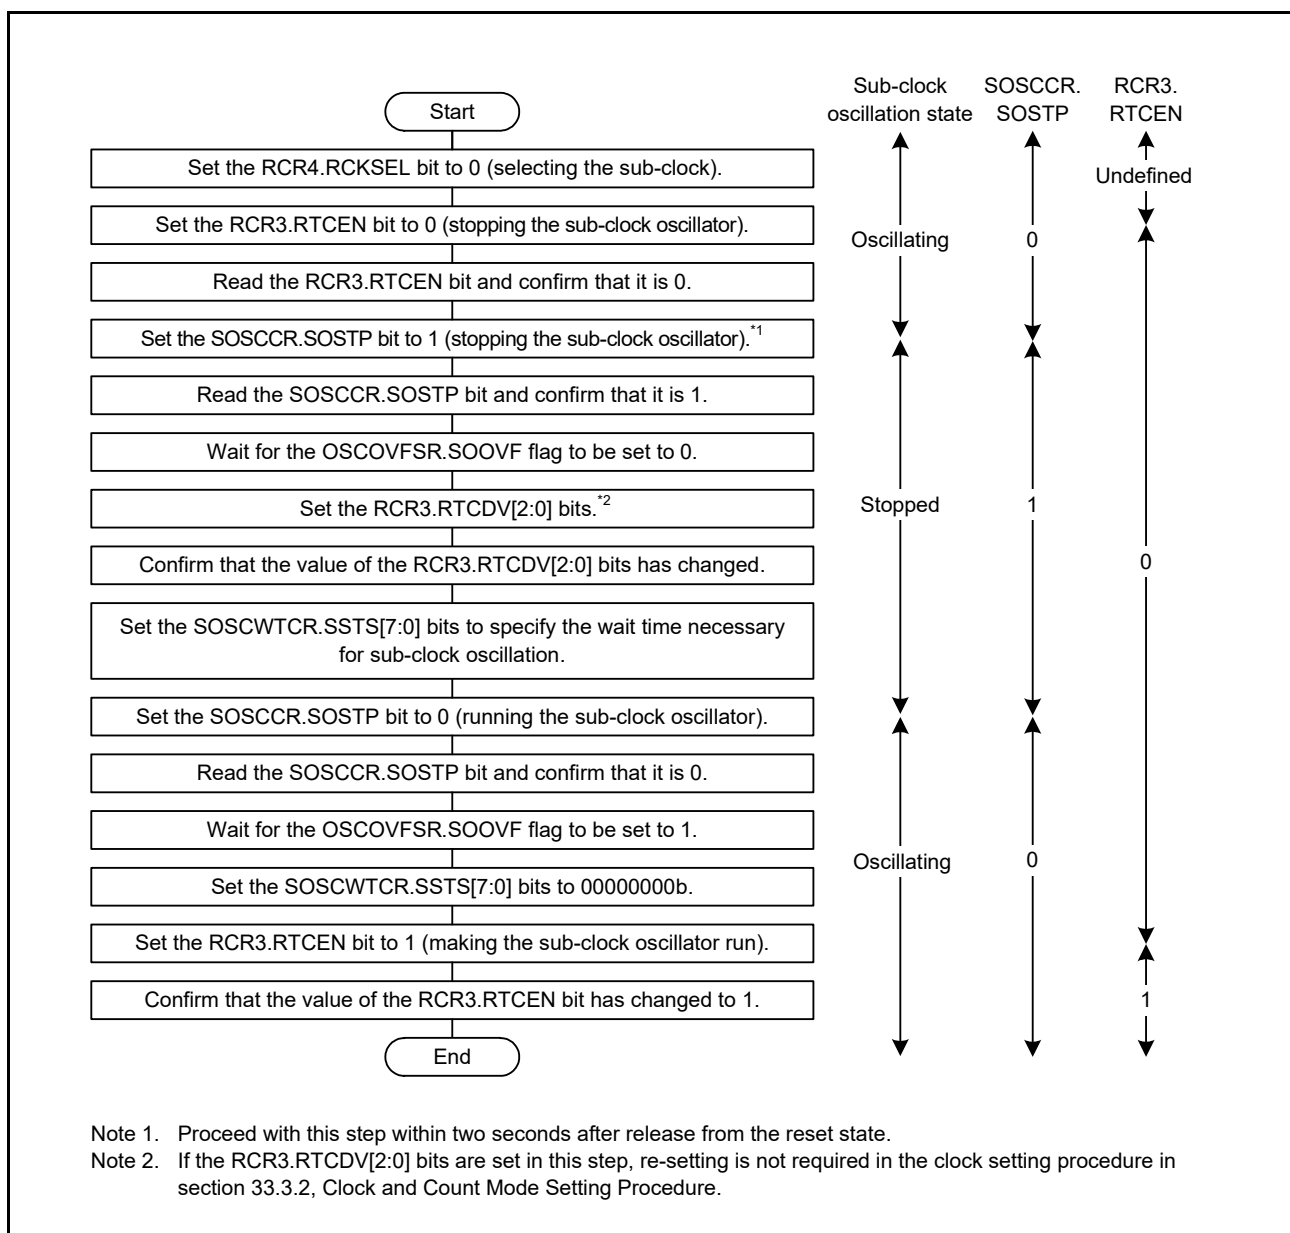 Start
Set the RCR4.RCKSEL bit to 0 (selecting the sub-clock).
Set the RCR3.RTCEN bit to 0 (stopping the sub-clock oscillator).
Read the RCR3.RTCEN bit and confirm that it is 0.
Set the SOSCCR.SOSTP bit to 1 (stopping the sub-clock oscillator).*1
Read the SOSCCR.SOSTP bit and confirm that it is 1.
Wait for the OSCOVFSR.SOOVF flag to be set to 0.
Set the RCR3.RTCDV[2:0] bits.*2
Confirm that the value of the RCR3.RTCDV[2:0] bits has changed.
Set the SOSCWTCR.SSTS[7:0] bits to specify the wait time necessary
for sub-clock oscillation.
Set the SOSCCR.SOSTP bit to 0 (running the sub-clock oscillator).
Read the SOSCCR.SOSTP bit and confirm that it is 0.
Wait for the OSCOVFSR.SOOVF flag to be set to 1.
Set the SOSCWTCR.SSTS[7:0] bits to 00000000b.
Set the RCR3.RTCEN bit to 1 (making the sub-clock oscillator run).
Confirm that the value of the RCR3.RTCEN bit has changed to 1.
End
Sub-clock
oscillation state
Oscillating
Stopped
Oscillating
SOSCCR.
SOSTP
0
1
0
RCR3.
RTCEN
Undefined
0
1
Note 1. Proceed with this step within two seconds after release from the reset state.
Note 2. If the RCR3.RTCDV[2:0] bits are set in this step, re-setting is not required in the clock setting procedure in
section 33.3.2, Clock and Count Mode Setting Procedure.